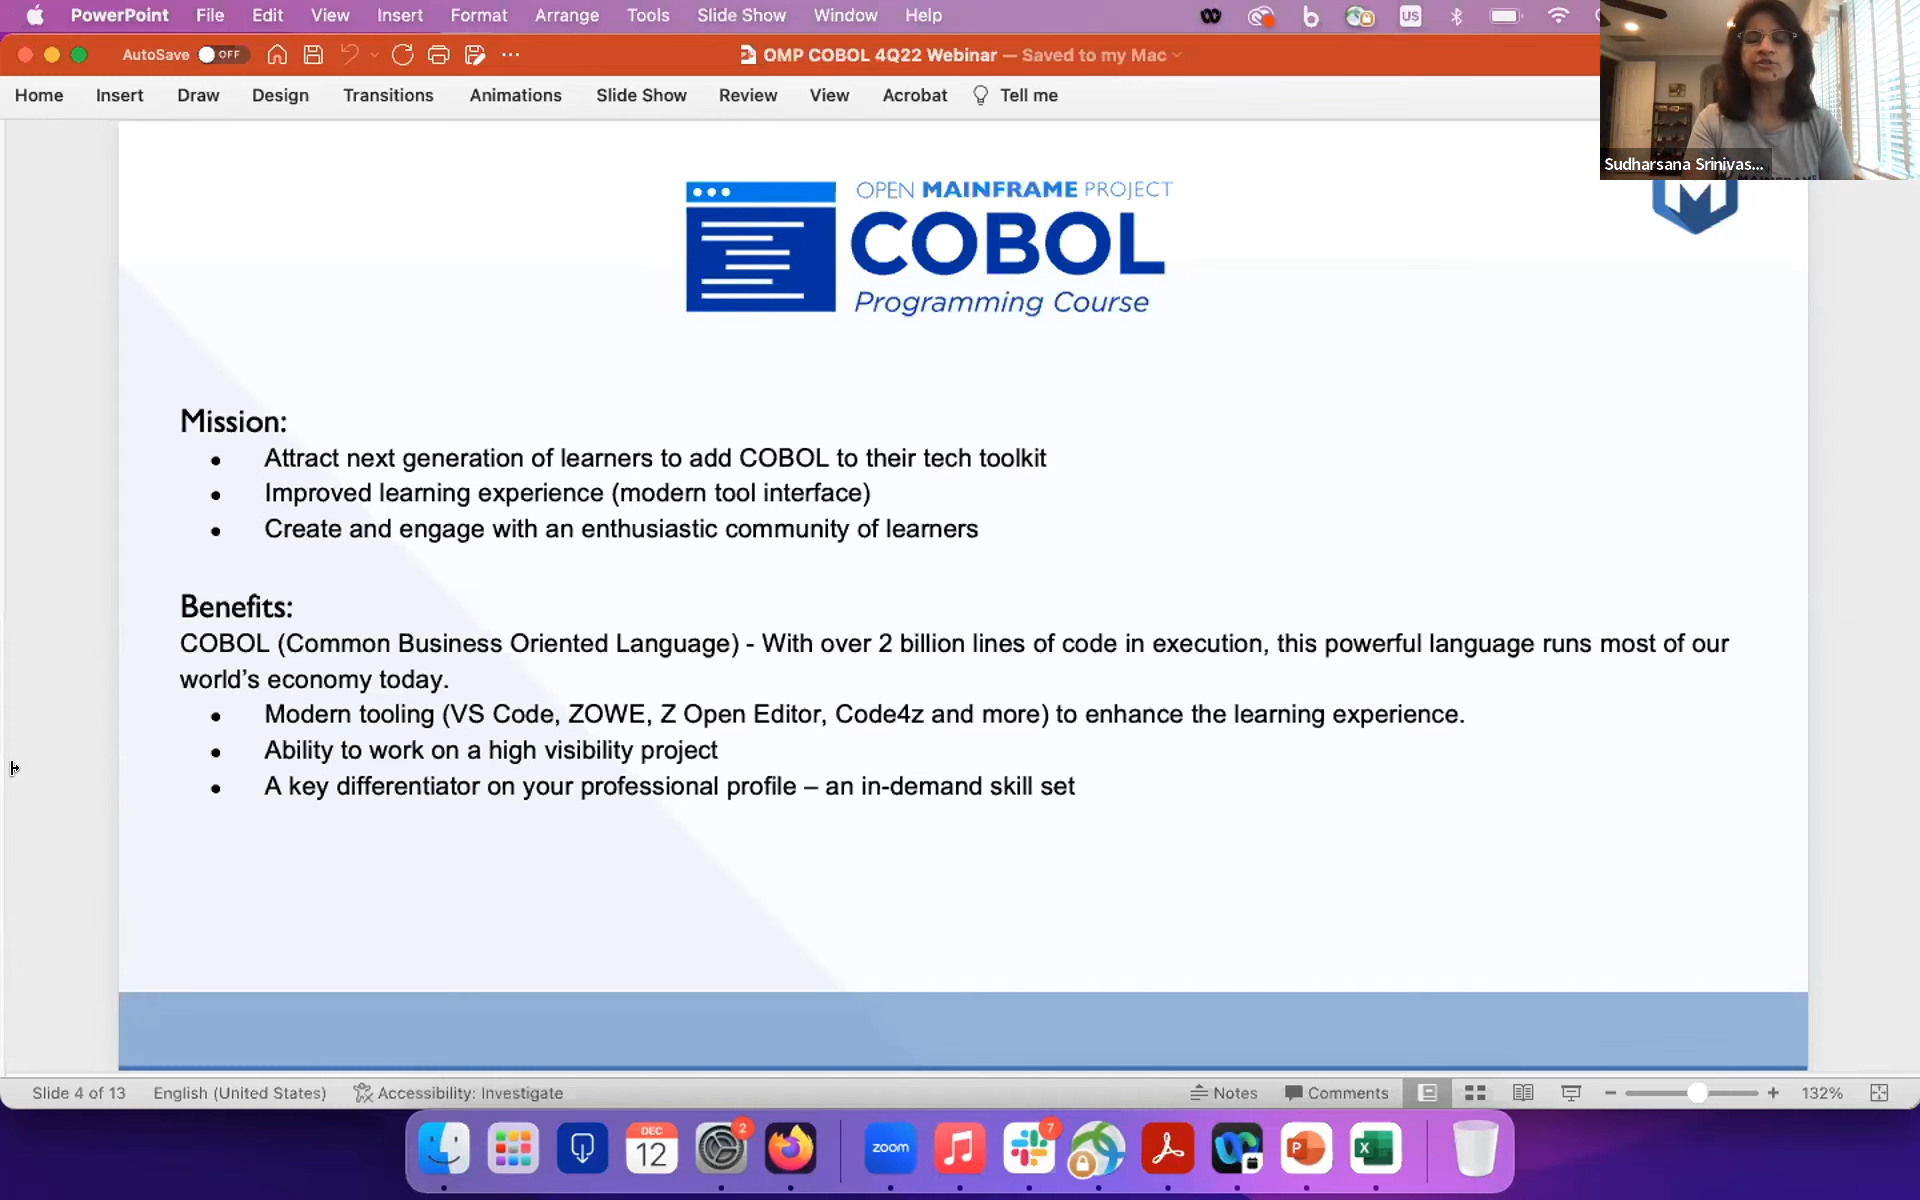 PowerPoint File Edit View Insert Format Arrange Tools Slide Show Window Help US
AutoSave OFF OMP COBOL 4Q22 Webinar — Saved to my Mac
Home Insert Draw Design Transitions Animations Slide Show Review View Acrobat Tell me
Sudharsana Srinivas...
OPEN MAINFRAME PROJECT
COBOL
Programming Course
Mission:
• Attract next generation of learners to add COBOL to their tech toolkit
• Improved learning experience (modern tool interface)
• Create and engage with an enthusiastic community of learners
Benefits:
COBOL (Common Business Oriented Language) - With over 2 billion lines of code in execution, this powerful language runs most of our
world's economy today.
• Modern tooling (VS Code, ZOWE, Z Open Editor, Code4z and more) to enhance the learning experience.
• Ability to work on a high visibility project
• A key differentiator on your professional profile – an in-demand skill set
Slide 4 of 13 English (United States) Accessibility: Investigate Notes Comments 132%
DEC
12
2
zoom
7
P
X